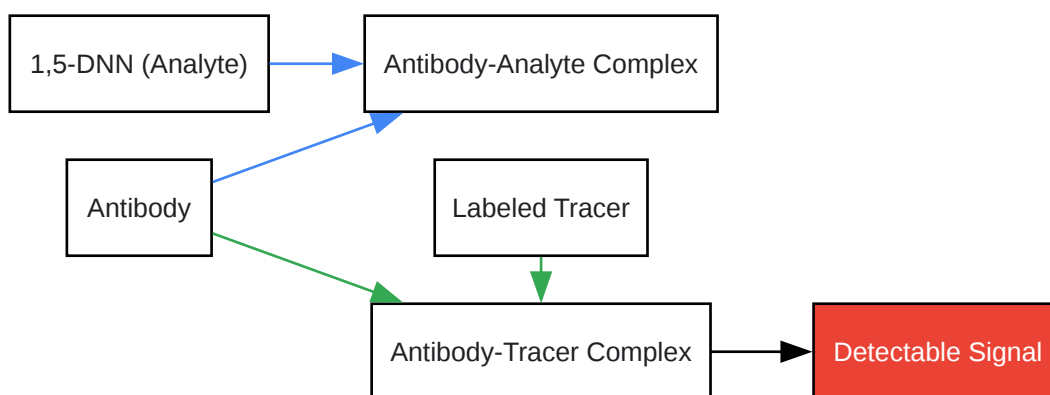 1,5-DNN (Analyte)
Antibody-Analyte Complex
Antibody
Labeled Tracer
Antibody-Tracer Complex
Detectable Signal